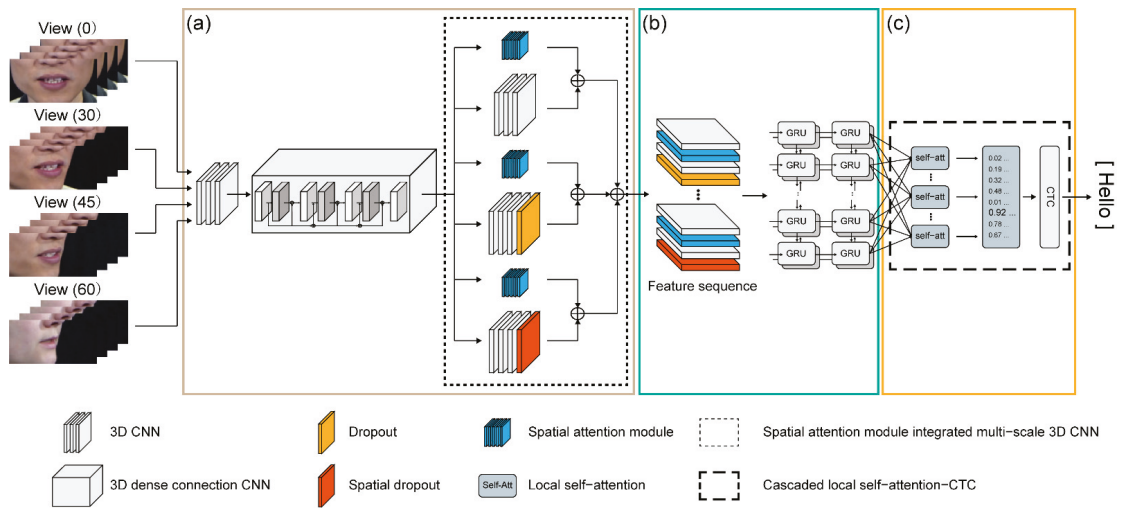 View (0)
View (30)
View (45)
View (60)
(a)
(b)
Feature sequence
GRU GRU
GRU GRU
GRU GRU
GRU GRU
(c)
self-att
self-att
self-att
0.02 ...
0.19 ...
0.32 ...
0.48 ...
0.01 ...
0.92 ...
0.78 ...
0.67 ...
CTC
[ Hello ]
3D CNN
Dropout
Spatial attention module
Spatial attention module integrated multi-scale 3D CNN
3D dense connection CNN
Spatial dropout
Self-Att
Local self-attention
Cascaded local self-attention-CTC